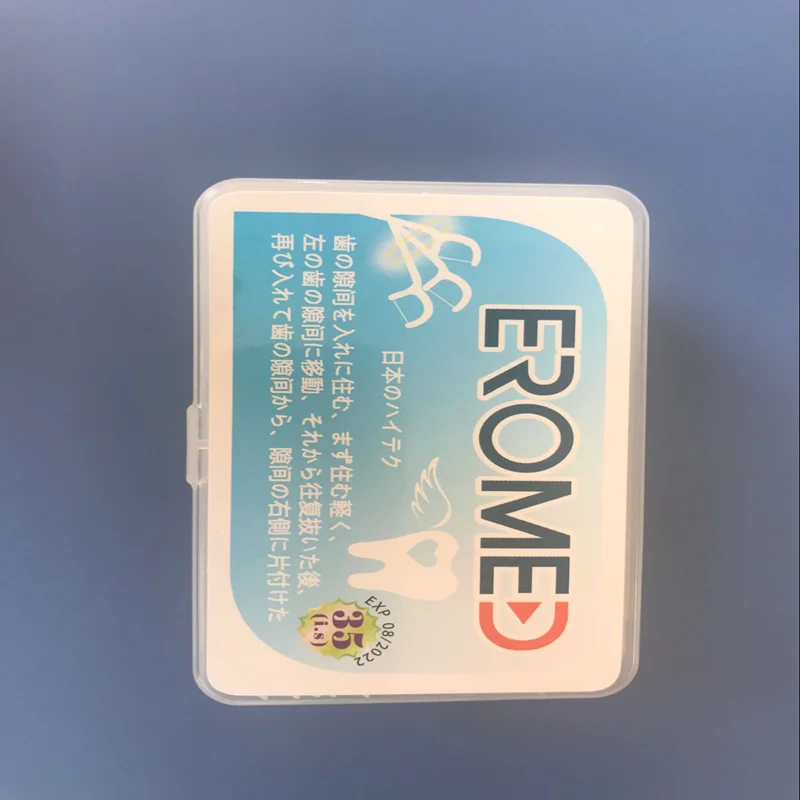 EROMED
日本のハイテク
歯の隙间を入れに住む、まず住む軽く、
左の歯の隙间に移動、それから往复抜いた後、
再び入れて歯の隙间から、隙间の右側に片付けた
EXP 08/2022
35
(i.s)